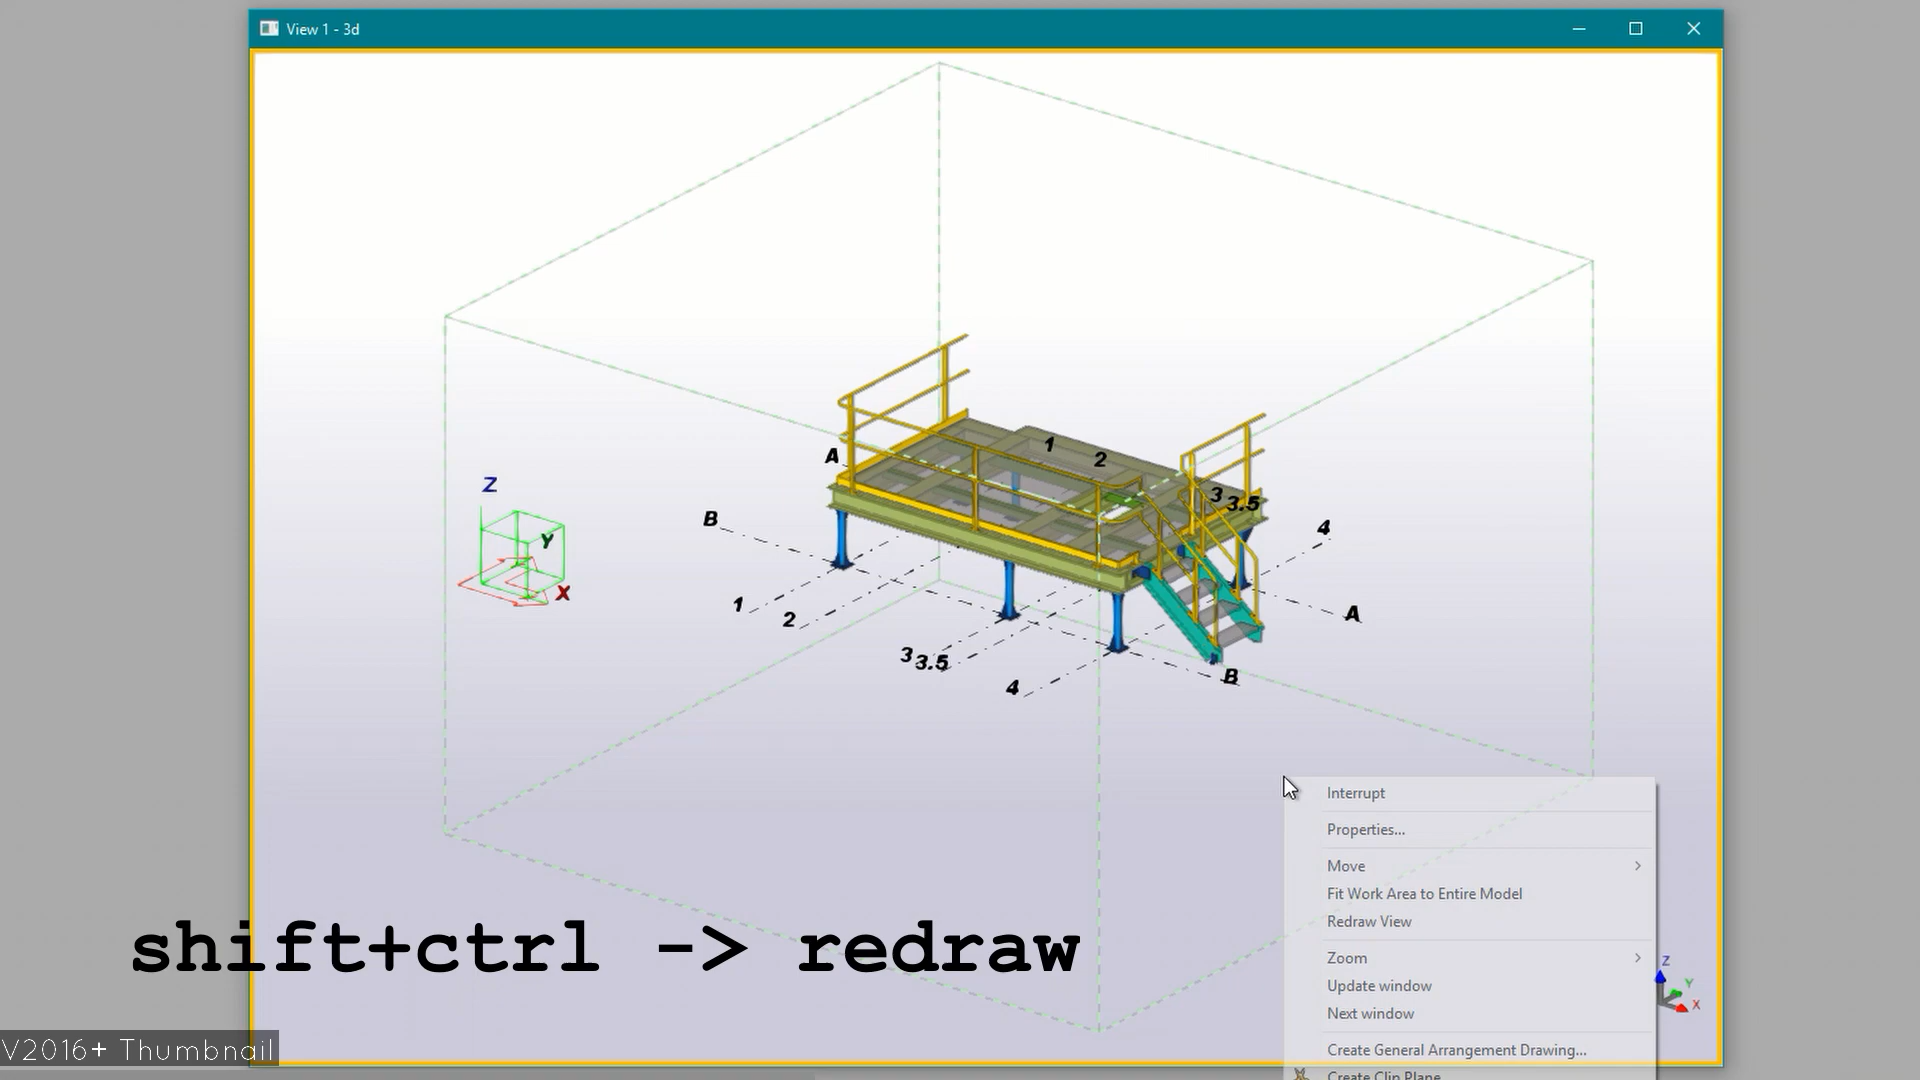 View 1 - 3d
1
2
A
3
3.5
Z
B
4
Y
X
1
A
2
3
3.5
B
4
Interrupt
Properties...
Move
Fit Work Area to Entire Model
Redraw View
shift+ctrl -> redraw
Zoom
Z
Update window
Y
X
Next window
V2016+ Thumbnail
Create General Arrangement Drawing...
Create Clip Plane